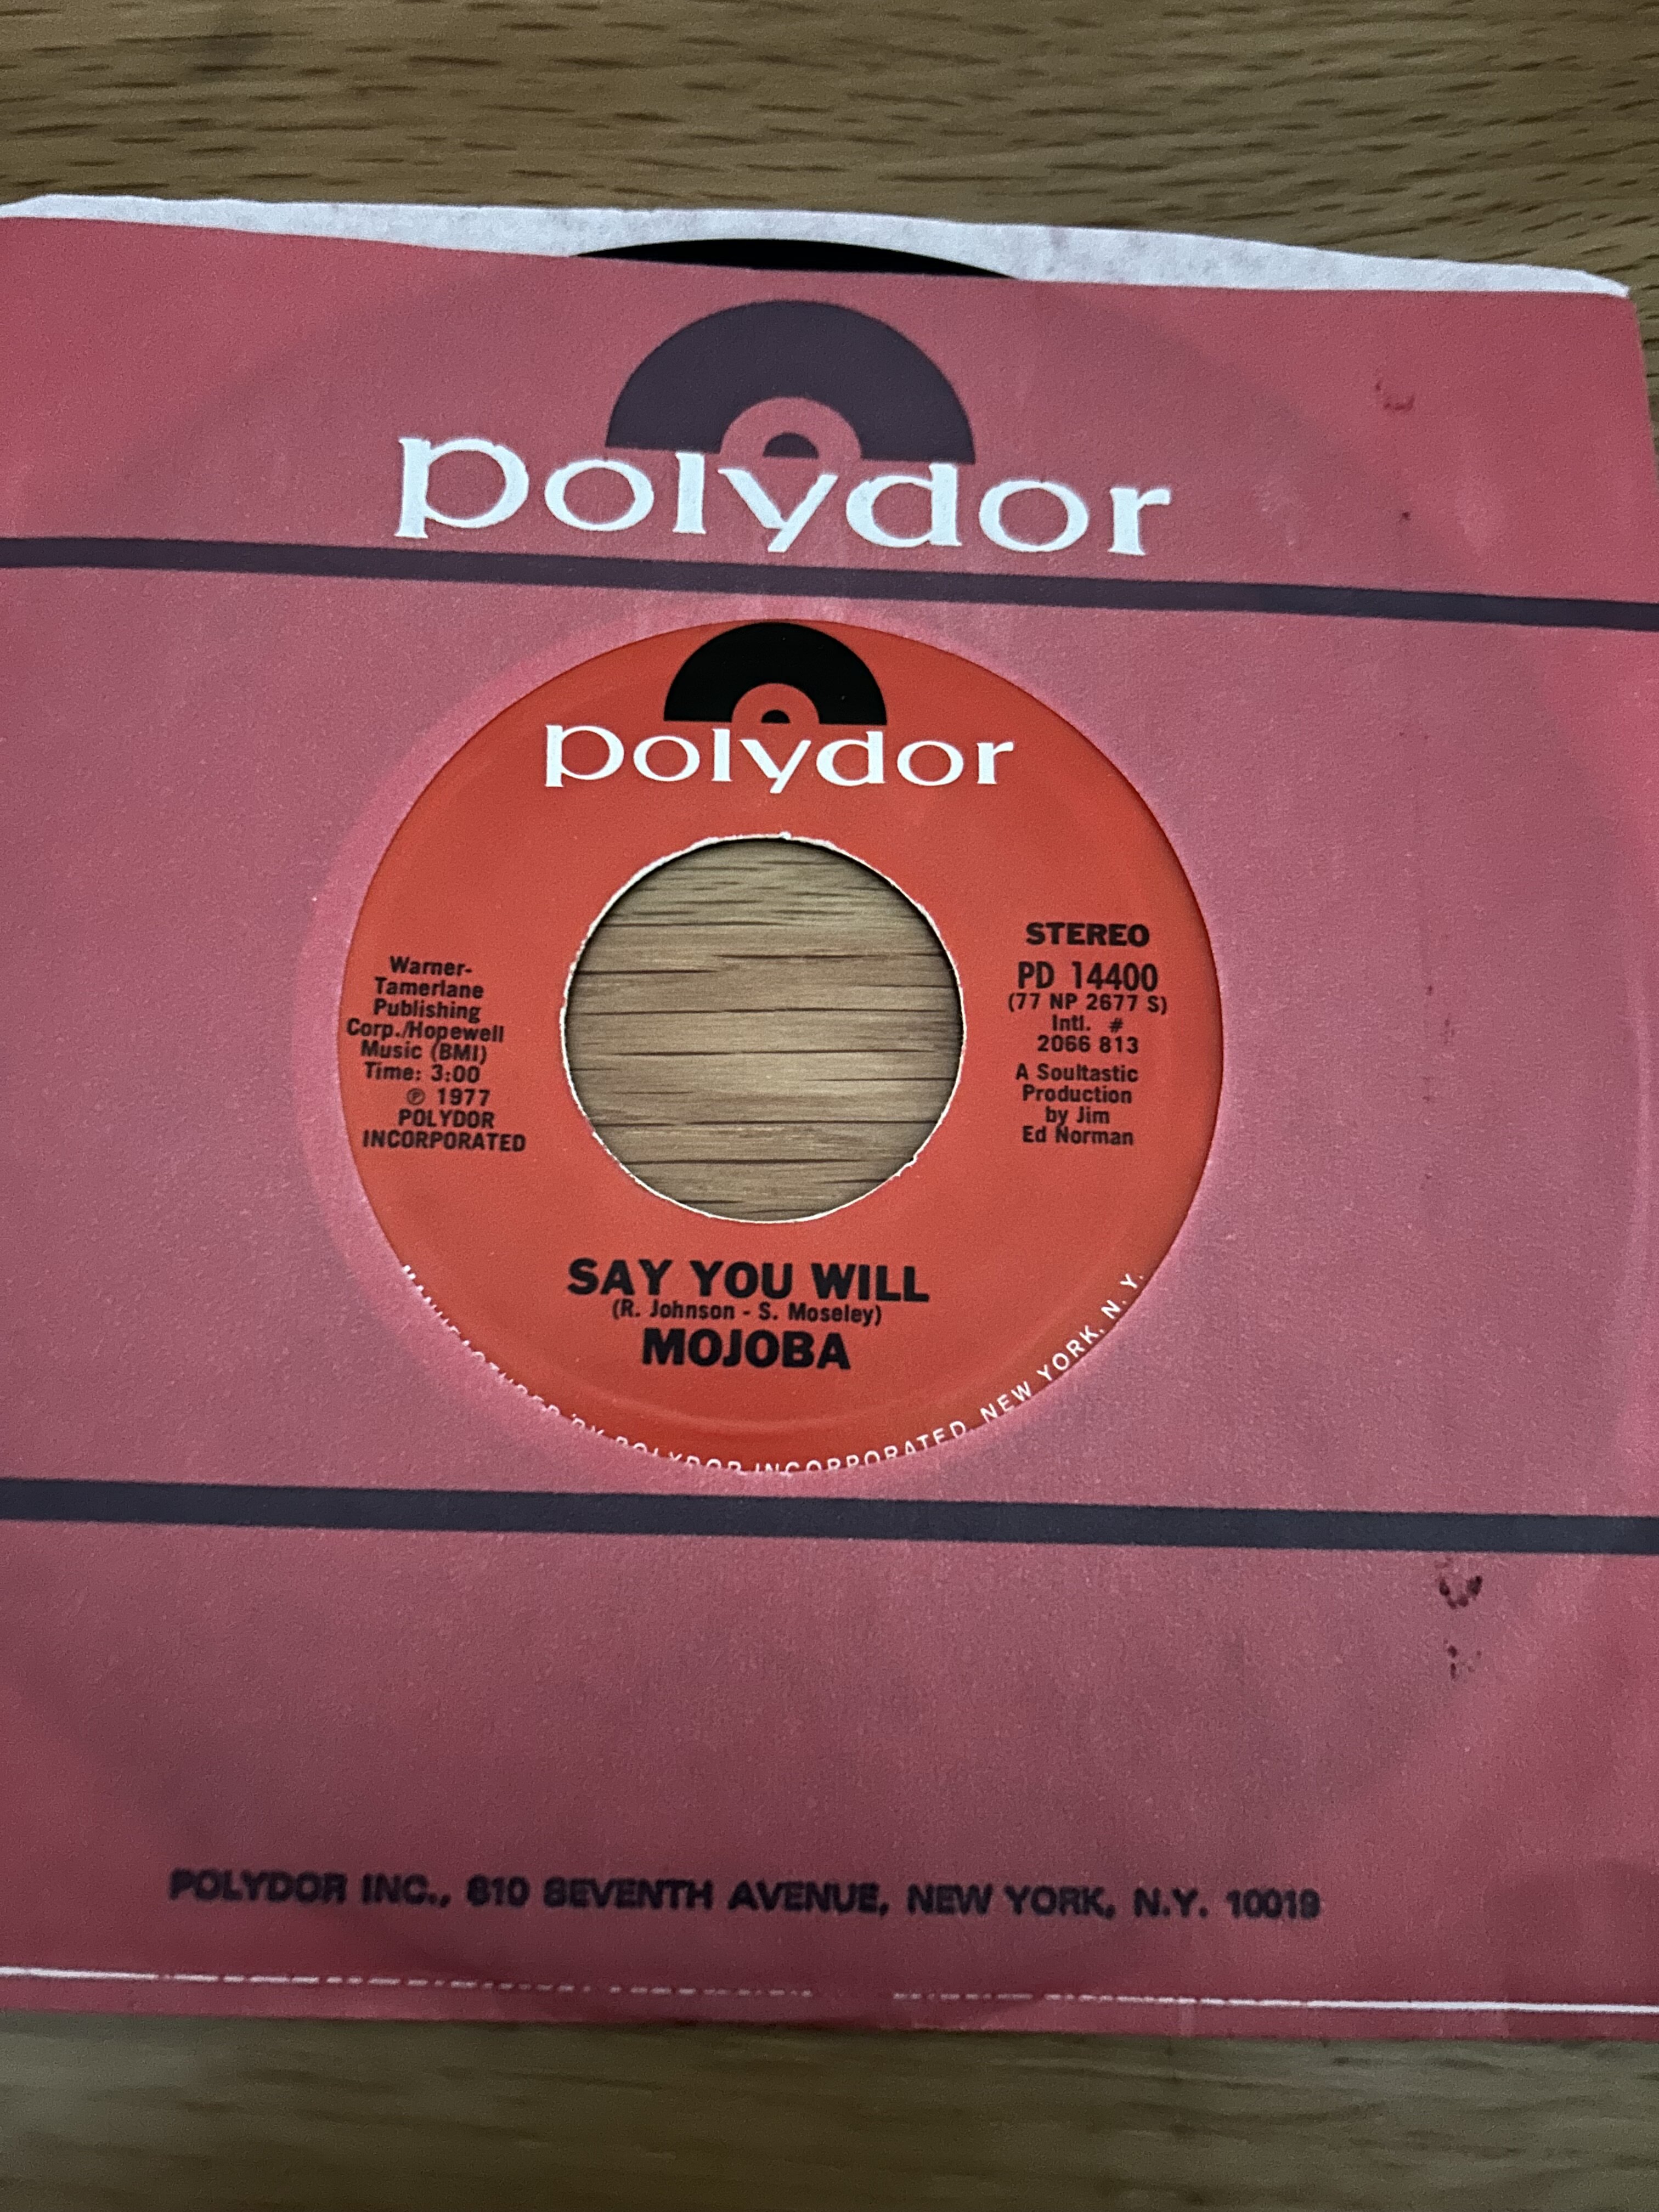 polydor
polydor
Warner-
Tamerlane
Publishing
Corp./Hopewell
Music (BMI)
Time: 3:00
℗ 1977
POLYDOR
INCORPORATED
STEREO
PD 14400
(77 NP 2677 S)
Intl. #
2066 813
A Soultastic
Production
by Jim
Ed Norman
SAY YOU WILL
(R. Johnson - S. Moseley)
MOJOBA
MANUFACTURED BY POLYDOR INCORPORATED, NEW YORK, N.Y.
POLYDOR INC., 810 SEVENTH AVENUE, NEW YORK, N.Y. 10019